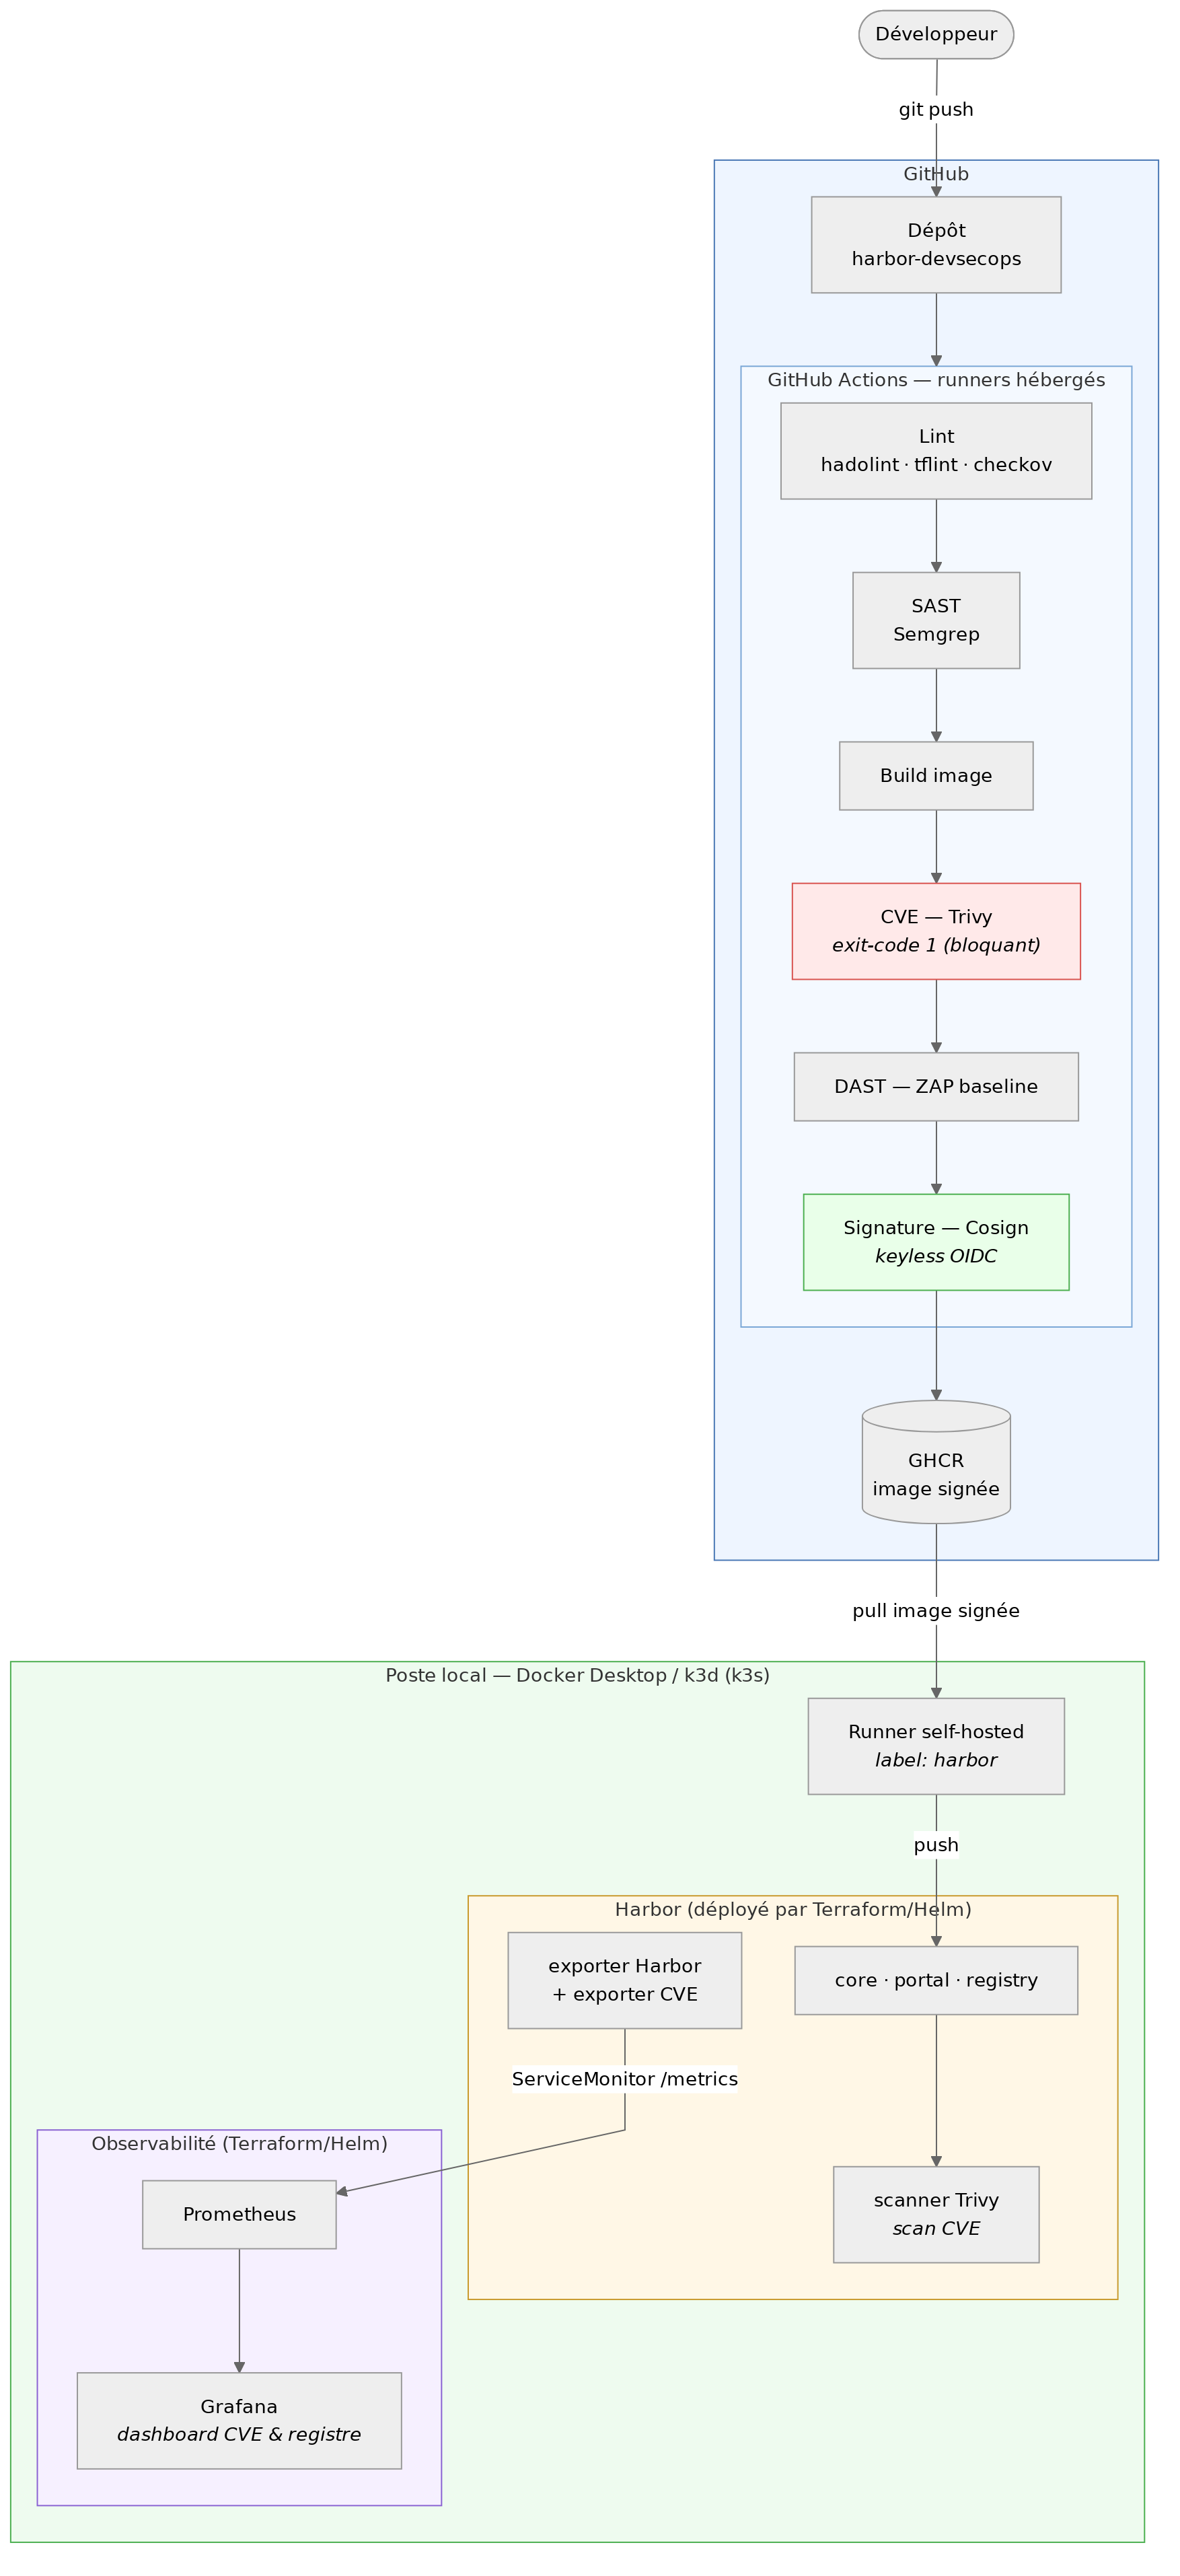 Développeur
git push
GitHub
Dépôt
harbor-devsecops
GitHub Actions — runners hébergés
Lint
hadolint · tflint · checkov
SAST
Semgrep
Build image
CVE — Trivy
exit-code 1 (bloquant)
DAST — ZAP baseline
Signature — Cosign
keyless OIDC
GHCR
image signée
pull image signée
Poste local — Docker Desktop / k3d (k3s)
Runner self-hosted
label: harbor
push
Harbor (déployé par Terraform/Helm)
exporter Harbor
+ exporter CVE
core · portal · registry
ServiceMonitor /metrics
Observabilité (Terraform/Helm)
Prometheus
scanner Trivy
scan CVE
Grafana
dashboard CVE & registre